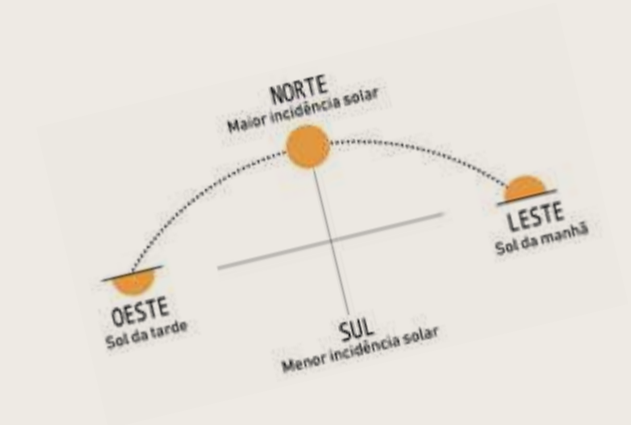 NORTE
Maior incidência solar
LESTE
Sol da manhã
OESTE
Sol da tarde
SUL
Menor incidência solar